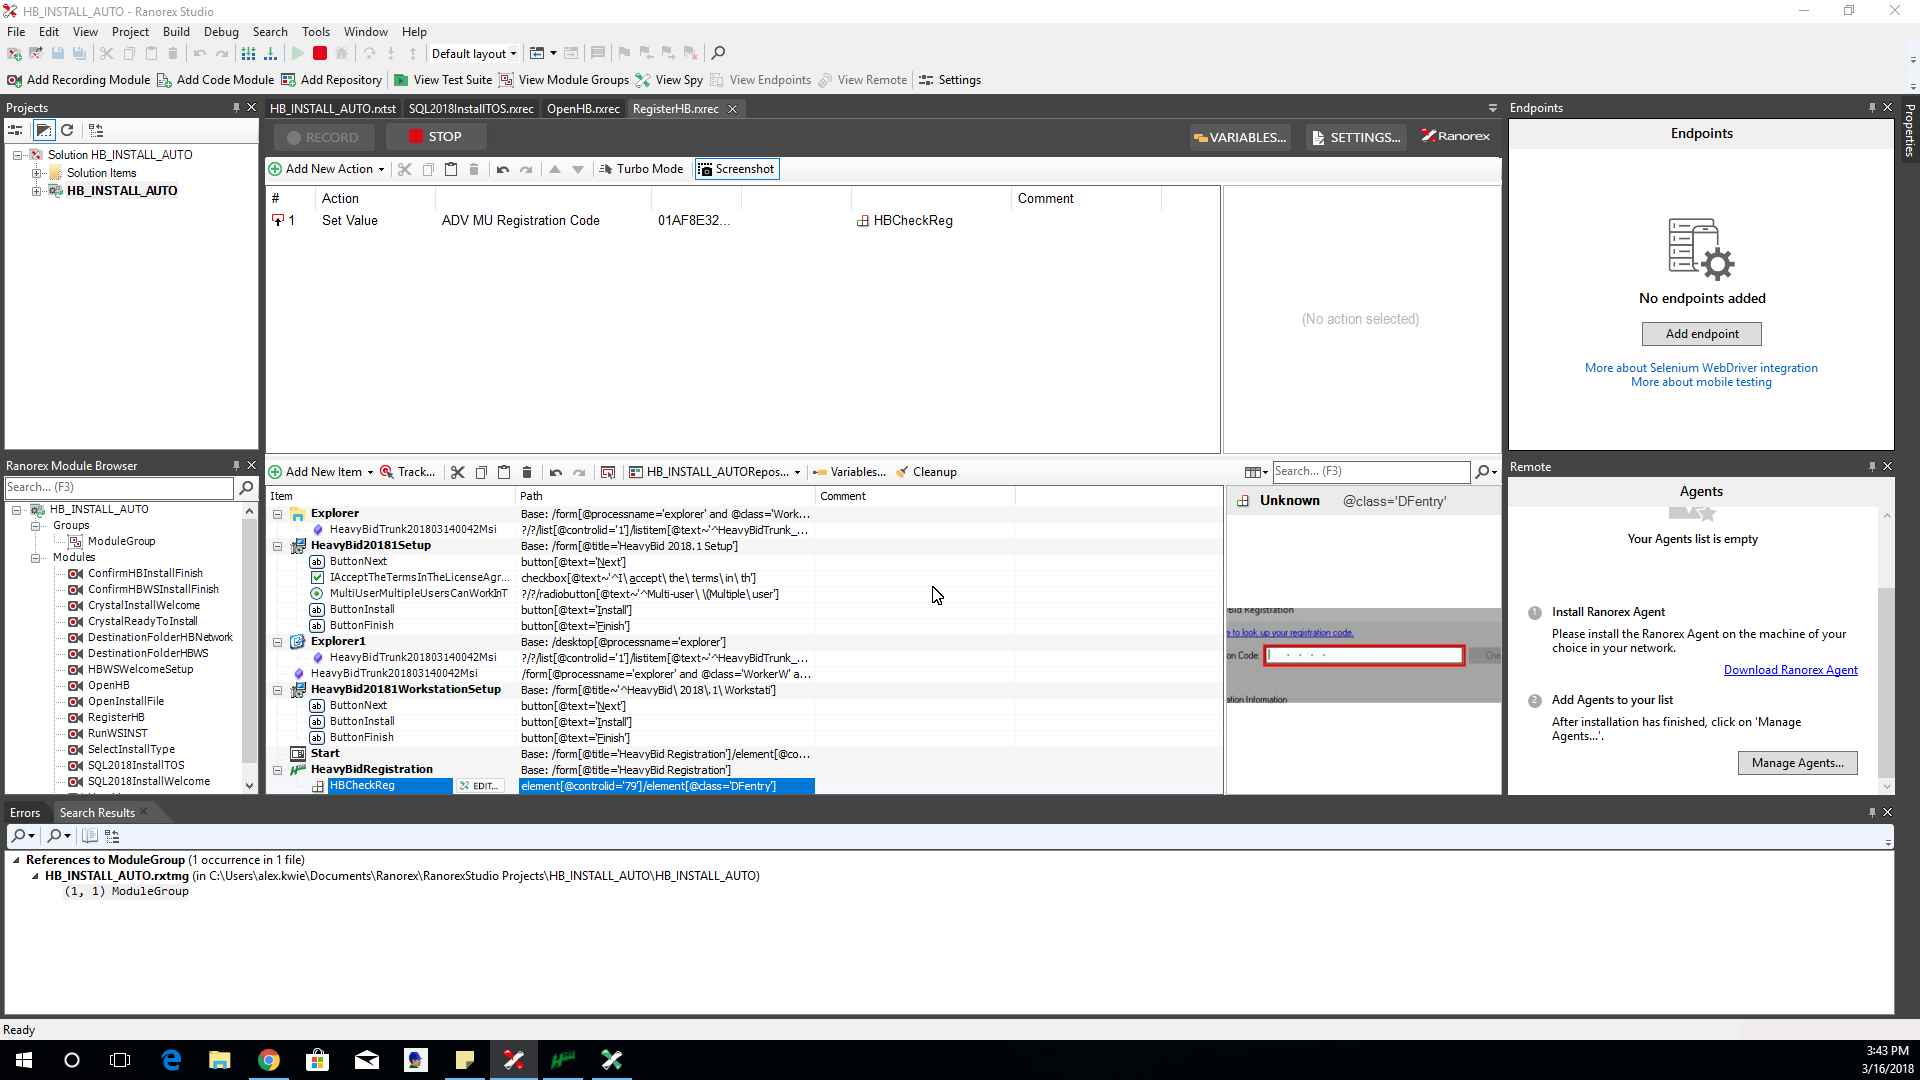 HB_INSTALL_AUTO - Ranorex Studio
File Edit View Project Build Debug Search Tools Window Help
Default layout
Add Recording Module Add Code Module Add Repository View Test Suite View Module Groups View Spy View Endpoints View Remote Settings
Projects
Solution HB_INSTALL_AUTO
Solution Items
HB_INSTALL_AUTO
HB_INSTALL_AUTO.rxtst SQL2018InstallTOS.rxrec OpenHB.rxrec RegisterHB.rxrec
RECORD STOP VARIABLES... SETTINGS... Ranorex
Add New Action Turbo Mode Screenshot
# Action Comment
1 Set Value ADV MU Registration Code 01AF8E32... HBCheckReg
(No action selected)
Endpoints
Endpoints
No endpoints added
Add endpoint
More about Selenium WebDriver integration
More about mobile testing
Properties
Ranorex Module Browser
Search... (F3)
HB_INSTALL_AUTO
Groups
ModuleGroup
Modules
ConfirmHBInstallFinish
ConfirmHBWSInstallFinish
CrystalInstallWelcome
CrystalReadyToInstall
DestinationFolderHBNetwork
DestinationFolderHBWS
HBWSWelcomeSetup
OpenHB
OpenInstallFile
RegisterHB
RunWSINST
SelectInstallType
SQL2018InstallTOS
SQL2018InstallWelcome
Add New Item Track... HB_INSTALL_AUTORepos... Variables... Cleanup Search... (F3)
Item Path Comment
Explorer Base: /form[@processname='explorer' and @class='Work...
HeavyBidTrunk201803140042Msi ?/?/list[@controlid='1']/listitem[@text~'^HeavyBidTrunk_...
HeavyBid20181Setup Base: /form[@title='HeavyBid 2018.1 Setup']
ButtonNext button[@text='Next']
IAcceptTheTermsInTheLicenseAgr... checkbox[@text~'^I\ accept\ the\ terms\ in\ th']
MultiUserMultipleUsersCanWorkInT ?/?/radiobutton[@text~'^Multi-user\ \(Multiple\ user']
ButtonInstall button[@text='Install']
ButtonFinish button[@text='Finish']
Explorer1 Base: /desktop[@processname='explorer']
HeavyBidTrunk201803140042Msi ?/?/list[@controlid='1']/listitem[@text~'^HeavyBidTrunk_...
HeavyBidTrunk201803140042Msi /form[@processname='explorer' and @class='WorkerW' a...
HeavyBid20181WorkstationSetup Base: /form[@title~'^HeavyBid\ 2018\.1\ Workstati']
ButtonNext button[@text='Next']
ButtonInstall button[@text='Install']
ButtonFinish button[@text='Finish']
Start Base: /form[@title='HeavyBid Registration']/element[@co...
HeavyBidRegistration Base: /form[@title='HeavyBid Registration']
HBCheckReg EDIT... element[@controlid='79']/element[@class='DFentry']
Unknown @class='DFentry'
Bid Registration
e to look up your registration code.
on Code:
ation Information
Remote
Agents
Your Agents list is empty
1 Install Ranorex Agent
Please install the Ranorex Agent on the machine of your
choice in your network.
Download Ranorex Agent
2 Add Agents to your list
After installation has finished, click on 'Manage
Agents...'.
Manage Agents...
Errors Search Results
References to ModuleGroup (1 occurrence in 1 file)
HB_INSTALL_AUTO.rxtmg (in C:\Users\alex.kwie\Documents\Ranorex\RanorexStudio Projects\HB_INSTALL_AUTO\HB_INSTALL_AUTO)
(1, 1) ModuleGroup
Ready
3:43 PM
3/16/2018